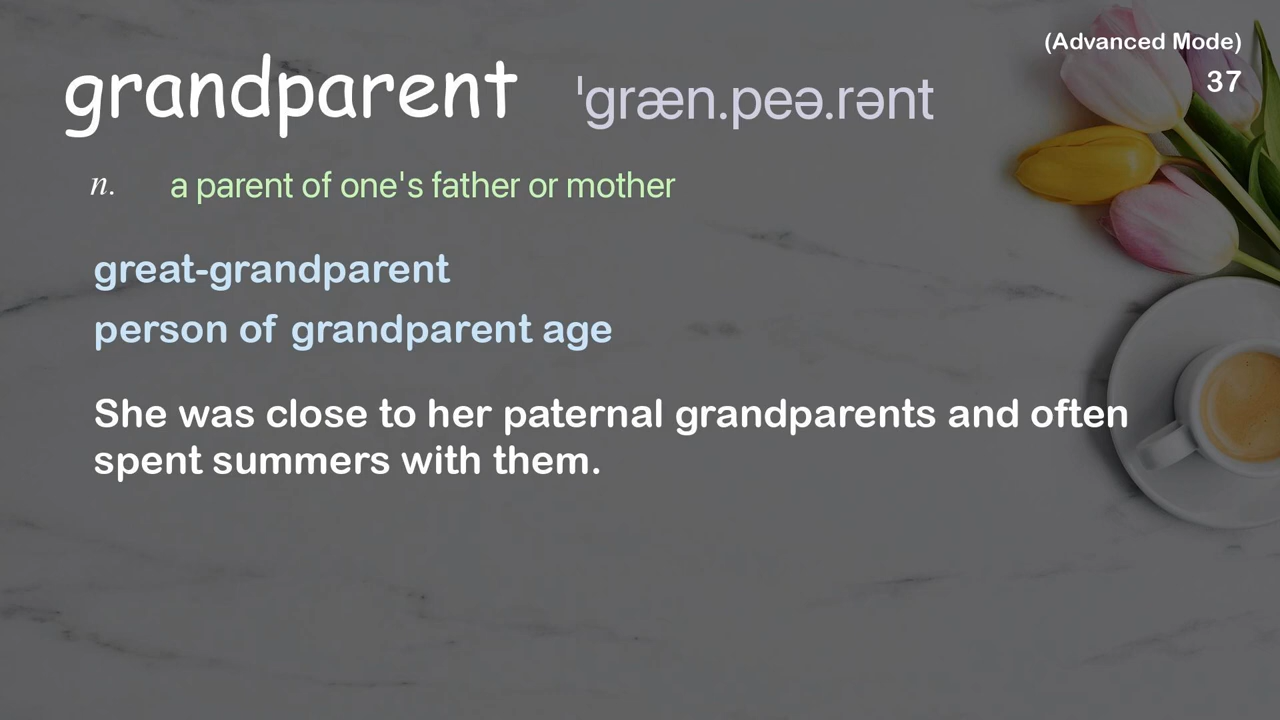 (Advanced Mode)
37
grandparent ˈɡræn.peə.rənt
n. a parent of one's father or mother
great-grandparent
person of grandparent age
She was close to her paternal grandparents and often
spent summers with them.